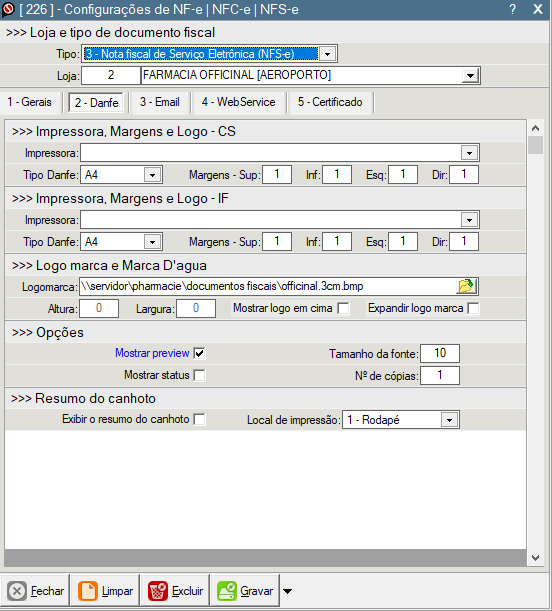 [ 226 ] - Configurações de NF-e | NFC-e | NFS-e ? X
>>> Loja e tipo de documento fiscal
Tipo: 3 - Nota fiscal de Serviço Eletrônica (NFS-e)
Loja: 2 FARMACIA OFFICINAL [AEROPORTO]
1 - Gerais 2 - Danfe 3 - Email 4 - WebService 5 - Certificado
>>> Impressora, Margens e Logo - CS
Impressora:
Tipo Danfe: A4 Margens - Sup: 1 Inf: 1 Esq: 1 Dir: 1
>>> Impressora, Margens e Logo - IF
Impressora:
Tipo Danfe: A4 Margens - Sup: 1 Inf: 1 Esq: 1 Dir: 1
>>> Logo marca e Marca D'agua
Logomarca: \\servidor\pharmacie\documentos fiscais\officinal.3cm.bmp
Altura: 0 Largura: 0 Mostrar logo em cima Expandir logo marca
>>> Opções
Mostrar preview Tamanho da fonte: 10
Mostrar status Nº de cópias: 1
>>> Resumo do canhoto
Exibir o resumo do canhoto Local de impressão: 1 - Rodapé
Fechar Limpar Excluir Gravar